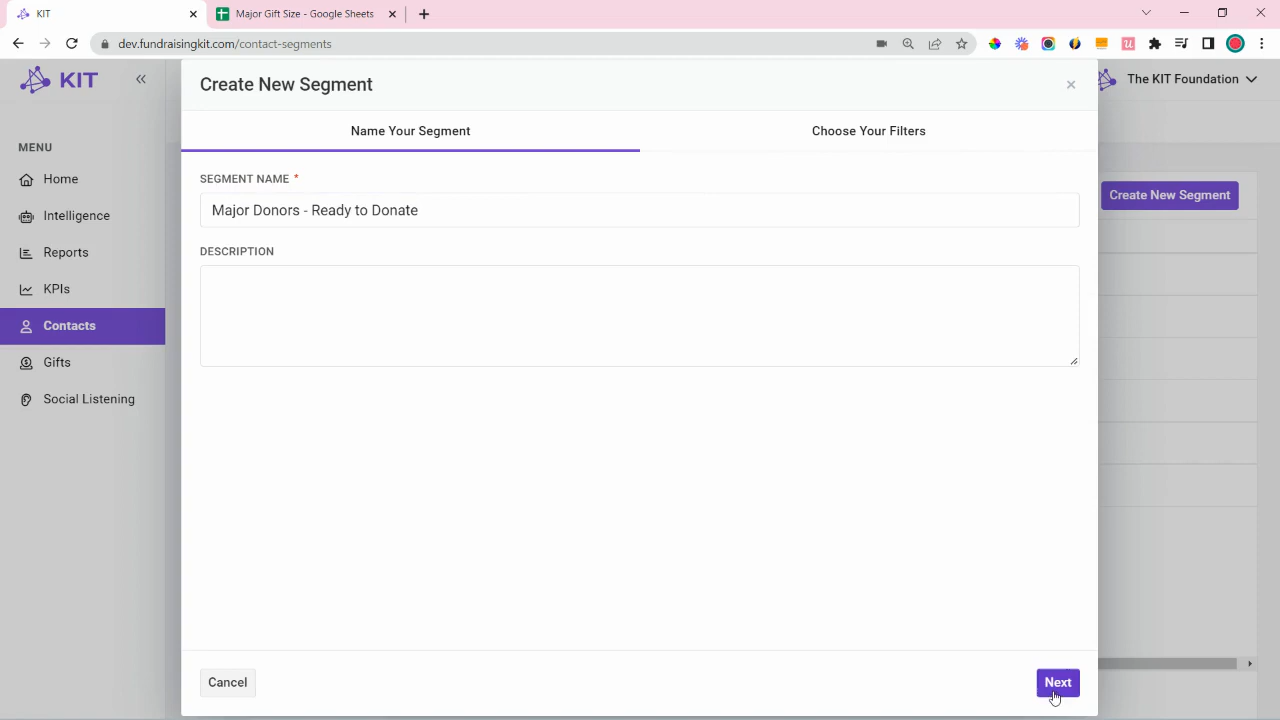 KIT
Major Gift Size - Google Sheets
dev.fundraisingkit.com/contact-segments
KIT
MENU
Home
Intelligence
Reports
KPIs
Contacts
Gifts
Social Listening
Create New Segment
Name Your Segment
Choose Your Filters
SEGMENT NAME *
Major Donors - Ready to Donate
DESCRIPTION
Cancel
Next
The KIT Foundation
Create New Segment